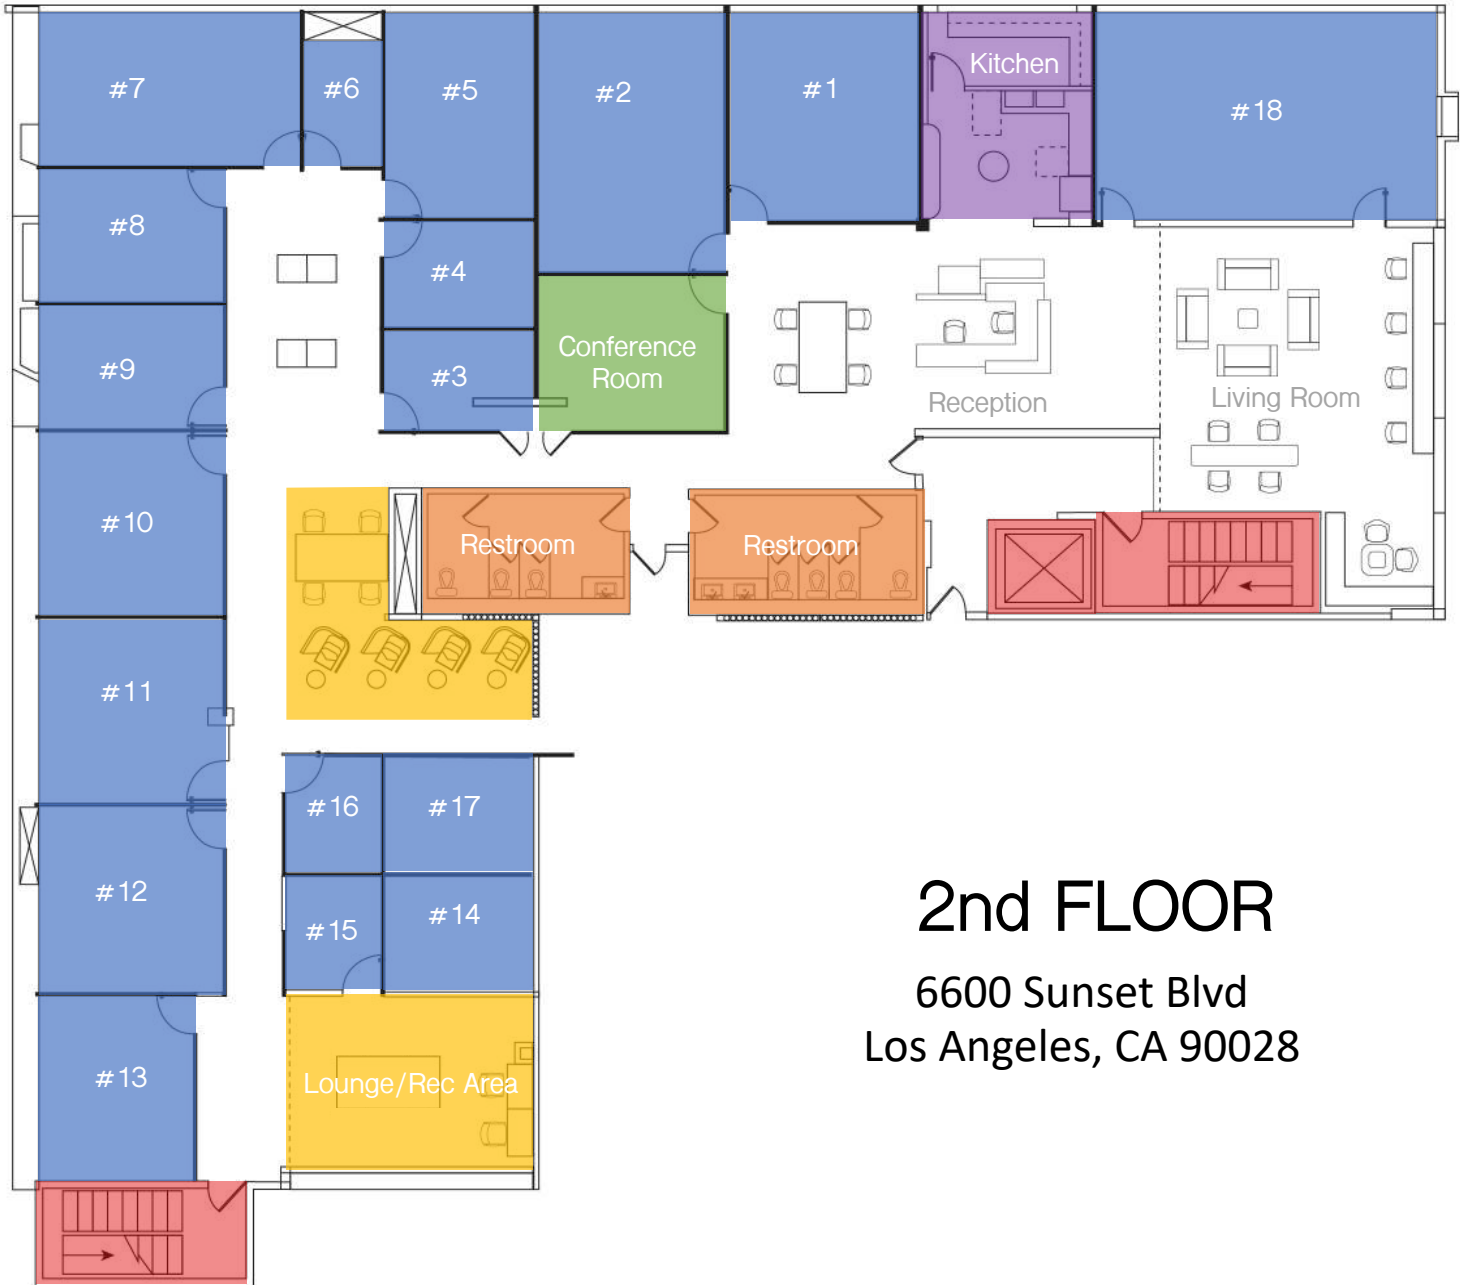 #7
#6
#5
#2
#1
Kitchen
#18
#8
#4
#9
#3
Conference
Room
Reception
Living Room
#10
Restroom
Restroom
#11
#16
#17
#12
#15
#14
#13
Lounge/Rec Area
2nd FLOOR
6600 Sunset Blvd
Los Angeles, CA 90028